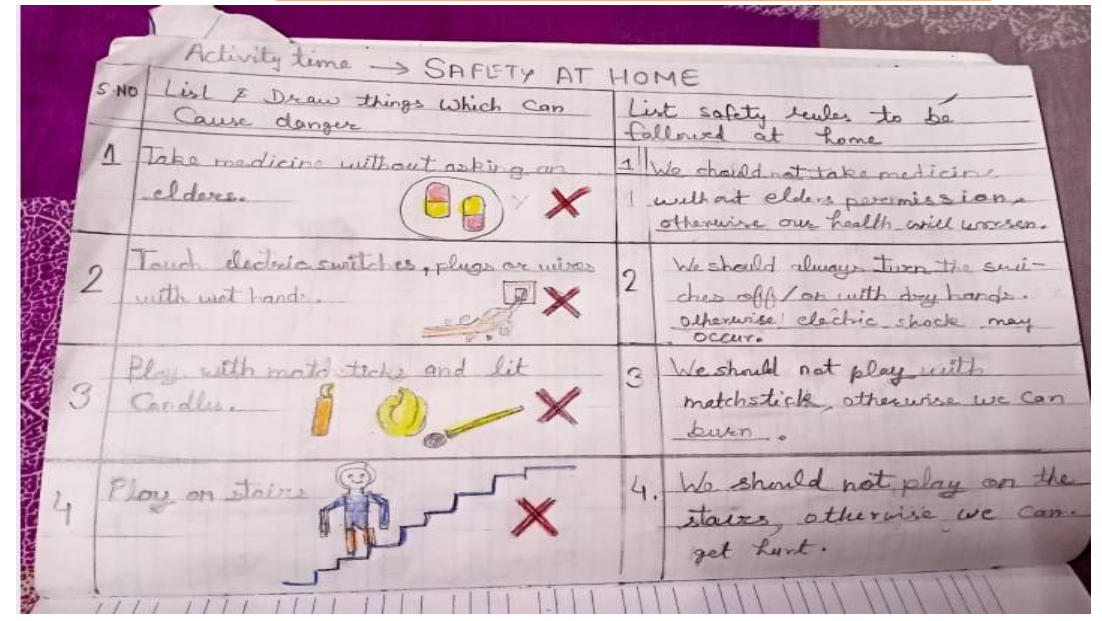 Activity time → SAFETY AT HOME
S.NO
List & Draw things which can
Cause danger
List safety rules to be
followed at home
1
Take medicine without asking an
elders.
1
We should not take medicine
without elders permission,
otherwise our health will worsen.
2
Touch electric switches, plugs or wires
with wet hands.
2
We should always turn the swi-
ches off/on with dry hands.
otherwise electric shock may
occur.
3
Play with match ticks and lit
Candles.
3
We should not play with
matchstick, otherwise we can
burn.
4
Play on stairs
4.
We should not play on the
stairs, otherwise we can
get hurt.